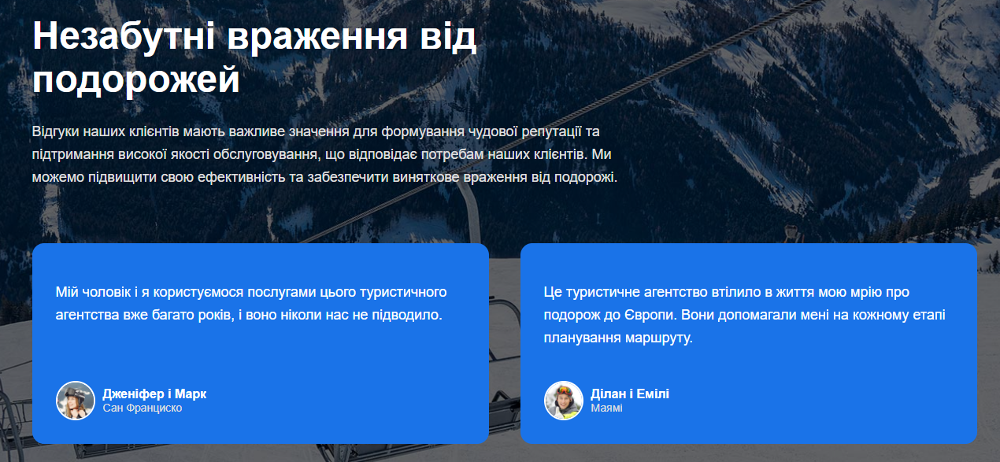 Незабутні враження від
подорожей
Відгуки наших клієнтів мають важливе значення для формування чудової репутації та
підтримання високої якості обслуговування, що відповідає потребам наших клієнтів. Ми
можемо підвищити свою ефективність та забезпечити виняткове враження від подорожі.
Мій чоловік і я користуємося послугами цього туристичного
агентства вже багато років, і воно ніколи нас не підводило.
Дженіфер і Марк
Сан Франциско
Це туристичне агентство втілило в життя мою мрію про
подорож до Європи. Вони допомагали мені на кожному етапі
планування маршруту.
Ділан і Емілі
Маямі